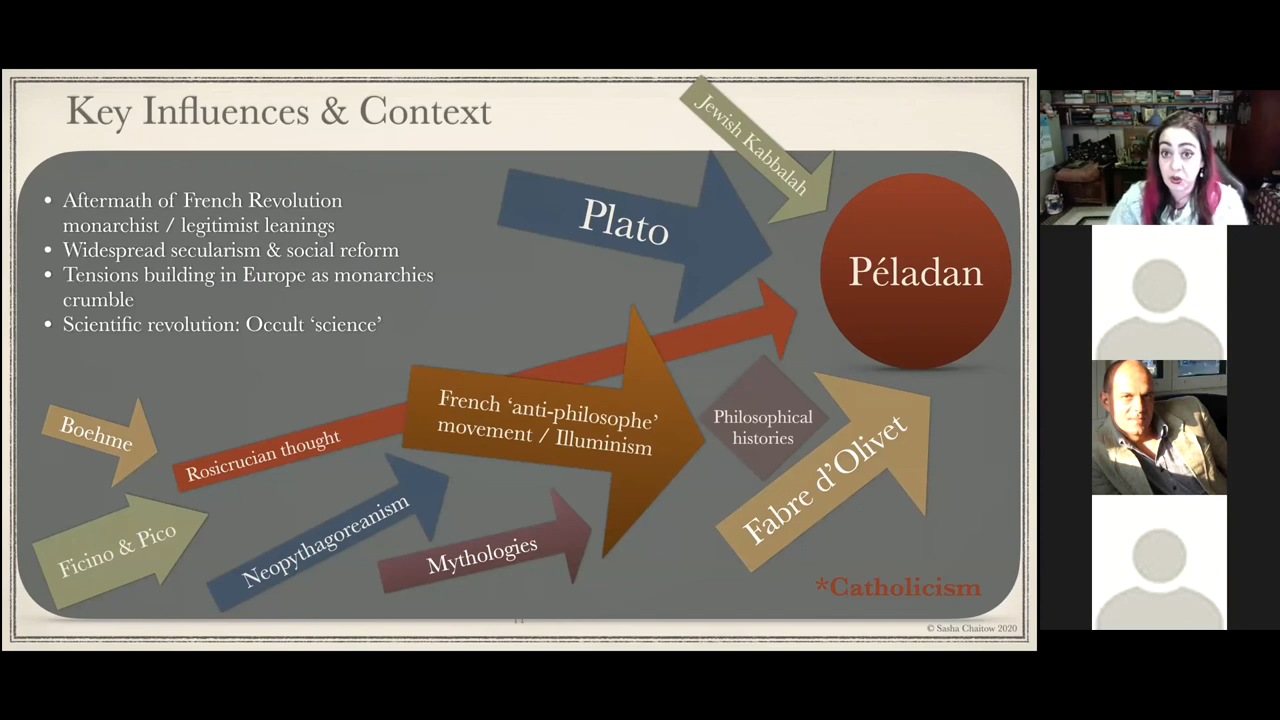 Key Influences & Context
Jewish Kabbalah
• Aftermath of French Revolution
monarchist / legitimist leanings
• Widespread secularism & social reform
• Tensions building in Europe as monarchies
crumble
• Scientific revolution: Occult ‘science’
Plato
Péladan
Boehme
Rosicrucian thought
French ‘anti-philosophe’
movement / Illuminism
Philosophical
histories
Fabre d’Olivet
Ficino & Pico
Neopythagoreanism
Mythologies
*Catholicism
© Sasha Chaitow 2020